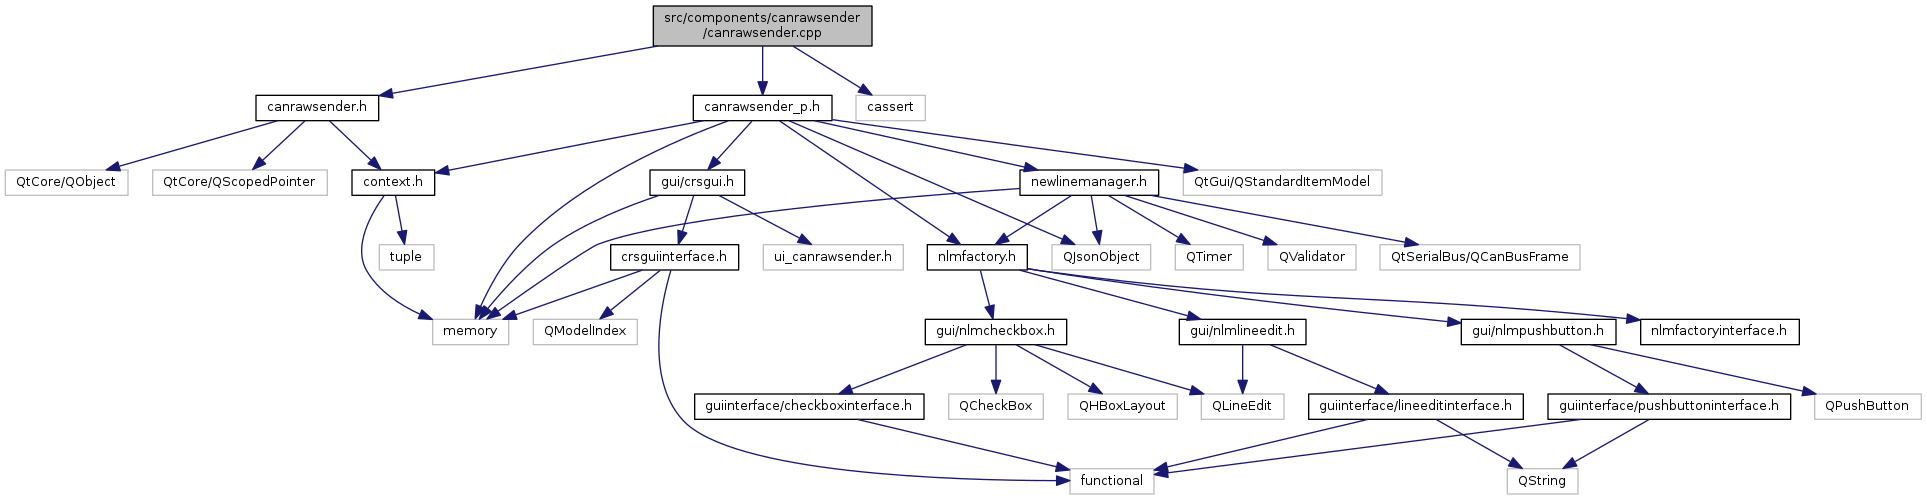 src/components/canrawsender
/canrawsender.cpp
canrawsender.h
canrawsender_p.h
cassert
QtCore/QObject
QtCore/QScopedPointer
context.h
gui/crsgui.h
newlinemanager.h
QtGui/QStandardItemModel
tuple
crsguiinterface.h
ui_canrawsender.h
nlmfactory.h
QJsonObject
QTimer
QValidator
QtSerialBus/QCanBusFrame
memory
QModelIndex
gui/nlmcheckbox.h
gui/nlmlineedit.h
gui/nlmpushbutton.h
nlmfactoryinterface.h
guiinterface/checkboxinterface.h
QCheckBox
QHBoxLayout
QLineEdit
guiinterface/lineeditinterface.h
guiinterface/pushbuttoninterface.h
QPushButton
functional
QString